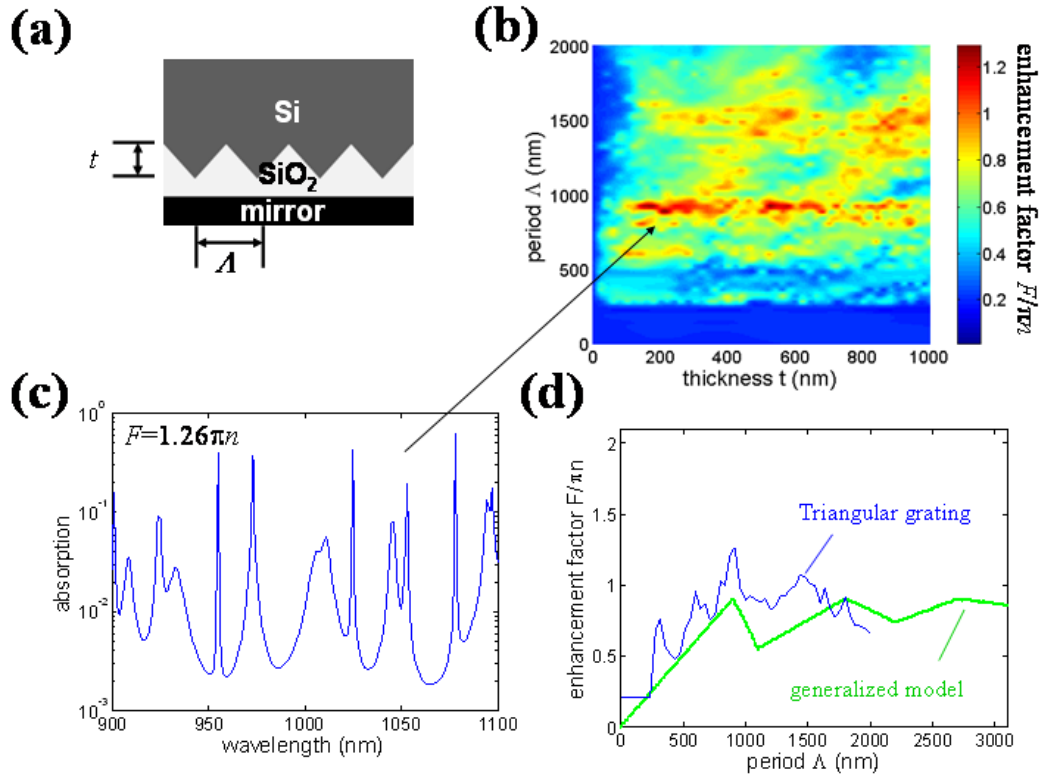 (a)
Si
t
SiO2
mirror
Λ
(b)
2000
1500
1000
500
0
period Λ (nm)
0 200 400 600 800 1000
thickness t (nm)
1.2
1
0.8
0.6
0.4
0.2
enhancement factor F/πn
(c)
F=1.26πn
10^0
10^-1
10^-2
10^-3
absorption
900 950 1000 1050 1100
wavelength (nm)
(d)
2
1.5
1
0.5
0
enhancement factor F/πn
Triangular grating
generalized model
0 500 1000 1500 2000 2500 3000
period Λ (nm)